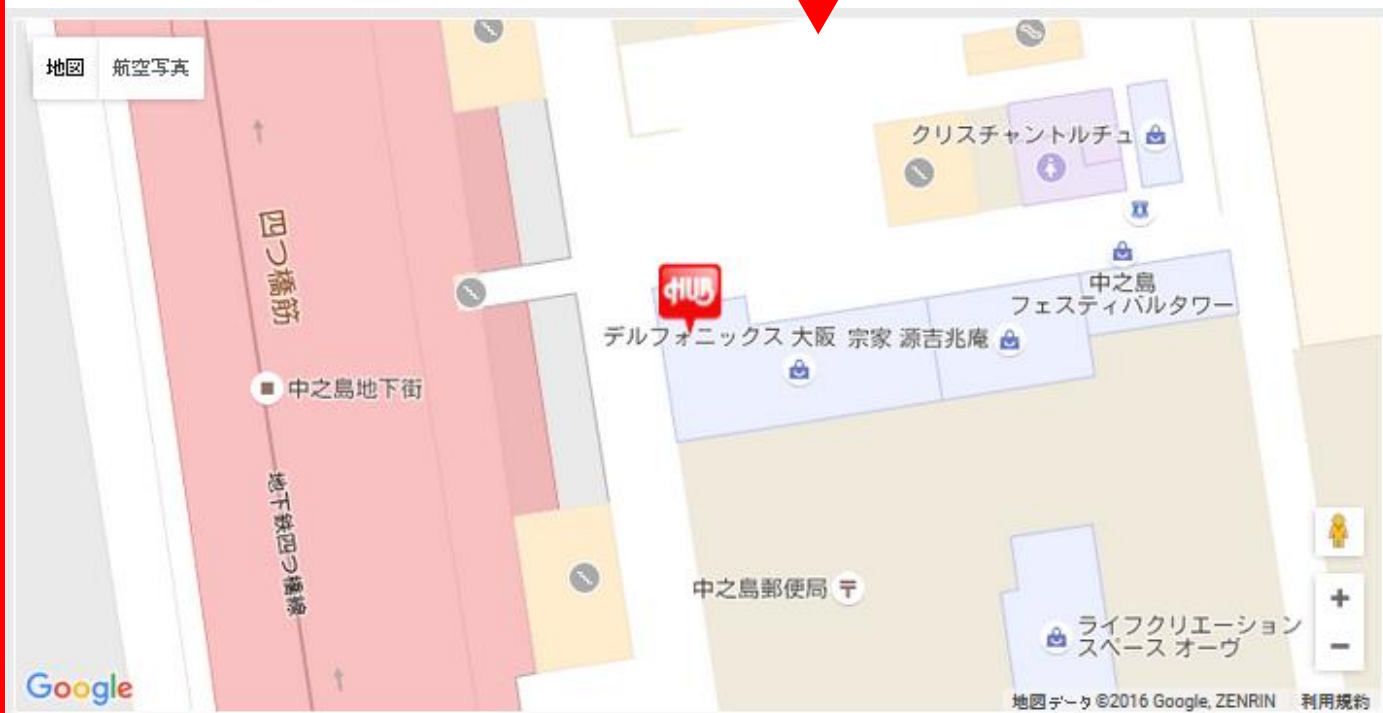 地図 航空写真
クリスチャントルチュ
四つ橋筋
HUB
中之島
フェスティバルタワー
デルフォニックス 大阪 宗家 源吉兆庵
中之島地下街
地下鉄四つ橋線
中之島郵便局
ライフクリエーション
スペース オーヴ
Google
地図データ ©2016 Google, ZENRIN 利用規約